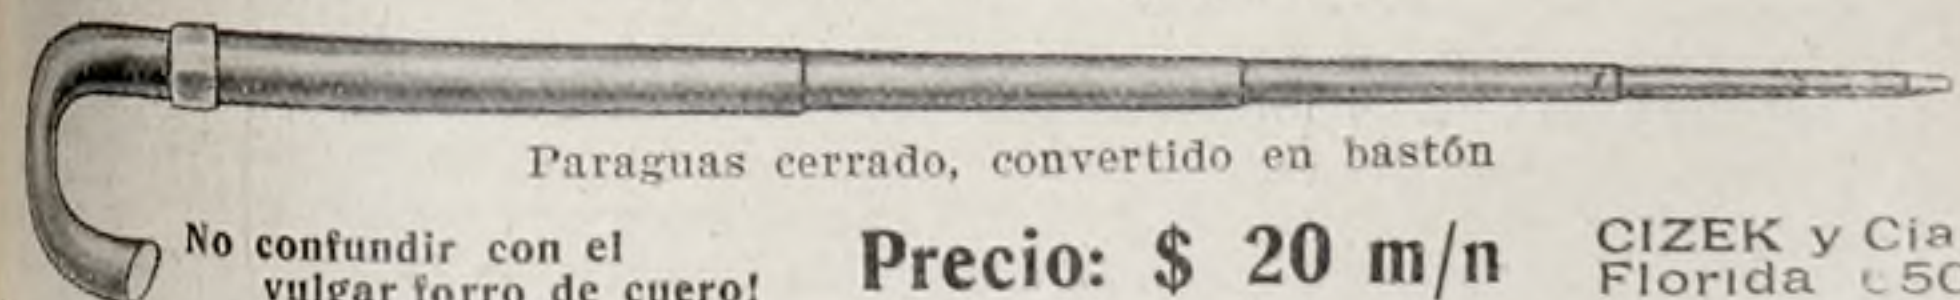 Paraguas cerrado, convertido en bastón
No confundir con el
vulgar forro de cuero!
Precio: $ 20 m/n
CIZEK y Cia
Florida